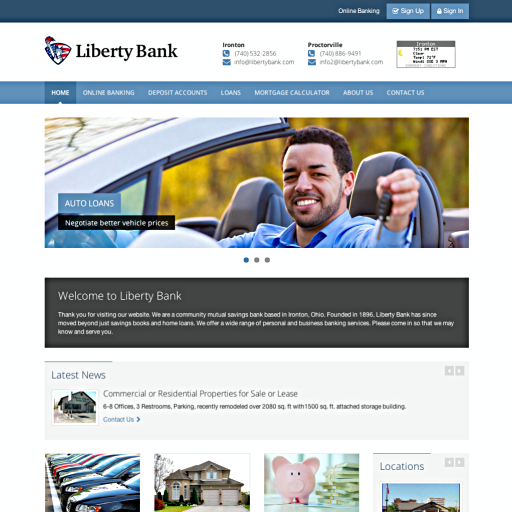 Online Banking
Sign Up
Sign In
Liberty Bank
Ironton
(740) 532-2856
info@libertybank.com
Proctorville
(740) 886-9491
info2@libertybank.com
Ironton
7:51 PM EST
Clear
HOME
ONLINE BANKING
DEPOSIT ACCOUNTS
LOANS
MORTGAGE CALCULATOR
ABOUT US
CONTACT US
AUTO LOANS
Negotiate better vehicle prices
Welcome to Liberty Bank
Thank you for visiting our website. We are a community mutual savings bank based in Ironton, Ohio. Founded in 1896, Liberty Bank has since
moved beyond just savings books and home loans. We offer a wide range of personal and business banking services. Please come in so that we may
know and serve you.
Latest News
Commercial or Residential Properties for Sale or Lease
6-8 Offices, 3 Restrooms, Parking, recently remodeled over 2080 sq. ft with1500 sq. ft. attached storage building.
Contact Us
Locations